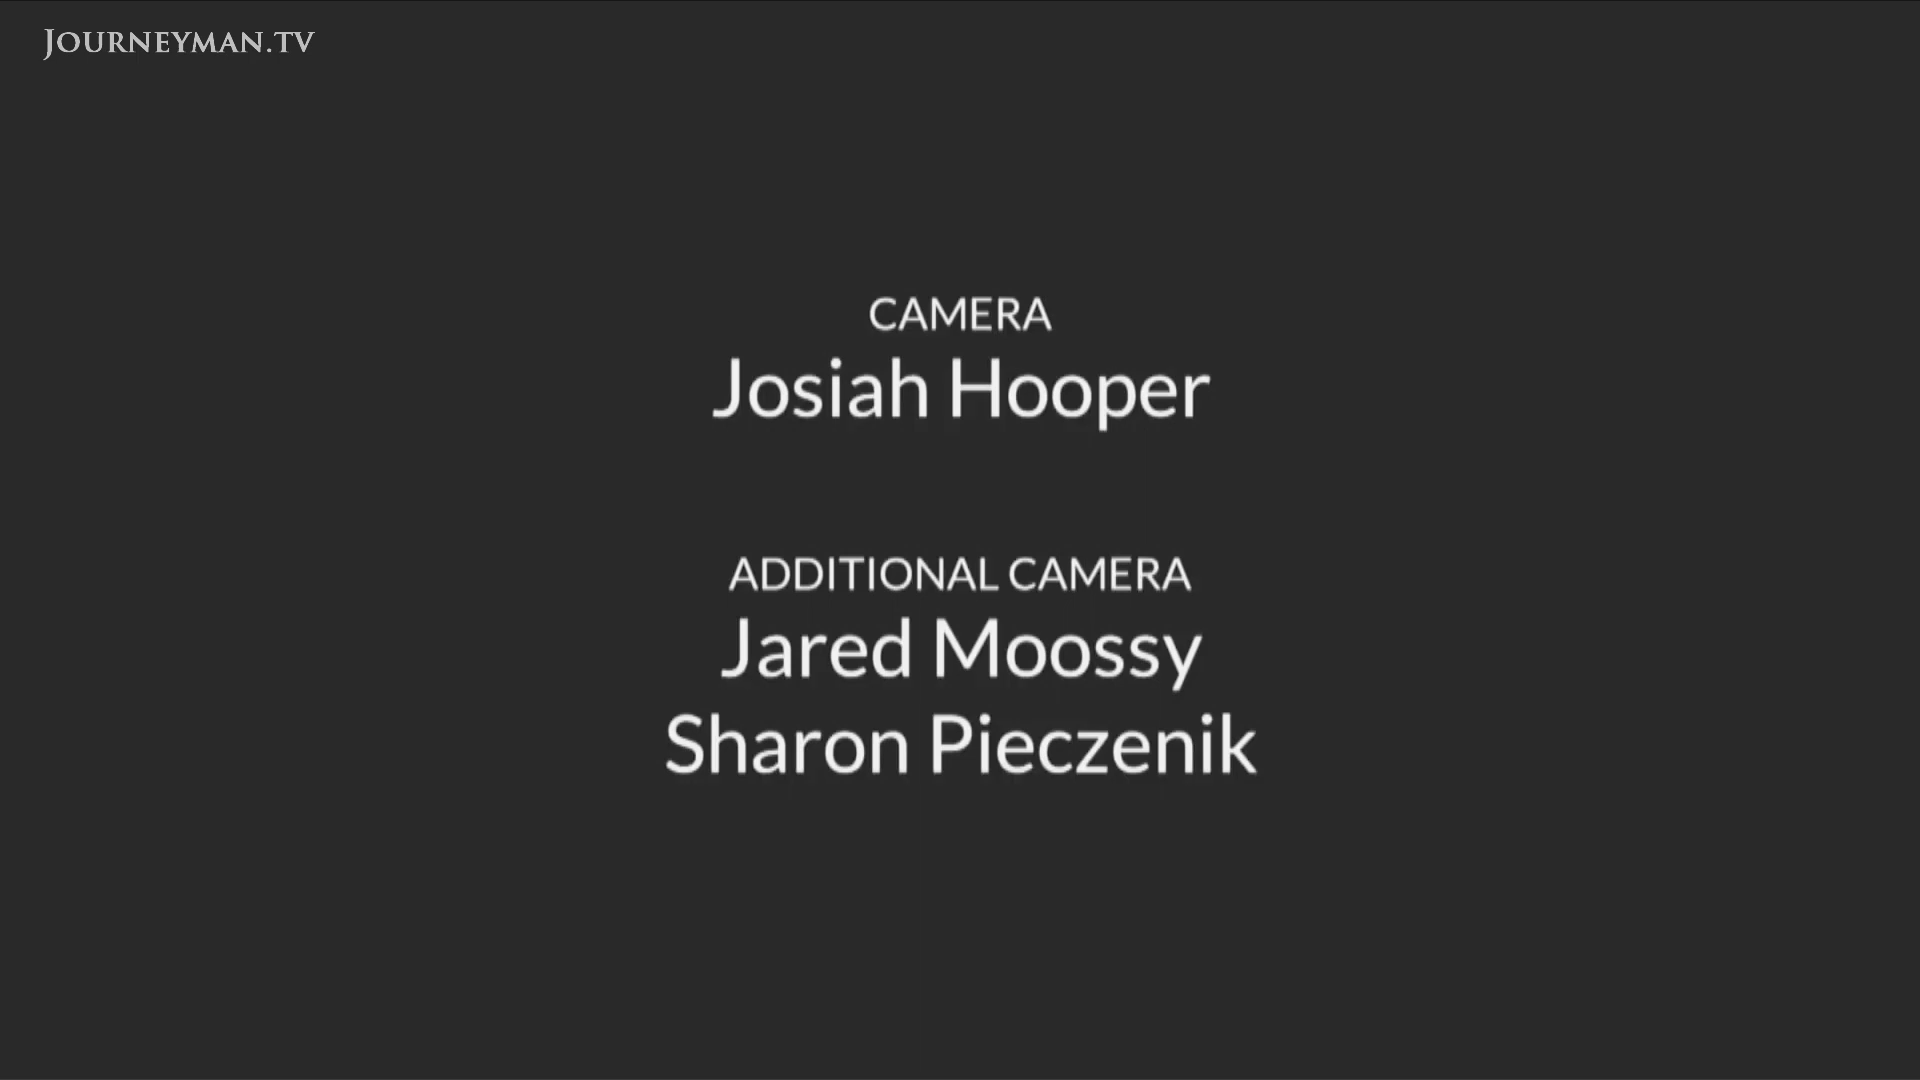 JOURNEYMAN.TV
CAMERA
Josiah Hooper
ADDITIONAL CAMERA
Jared Moossy
Sharon Pieczenik